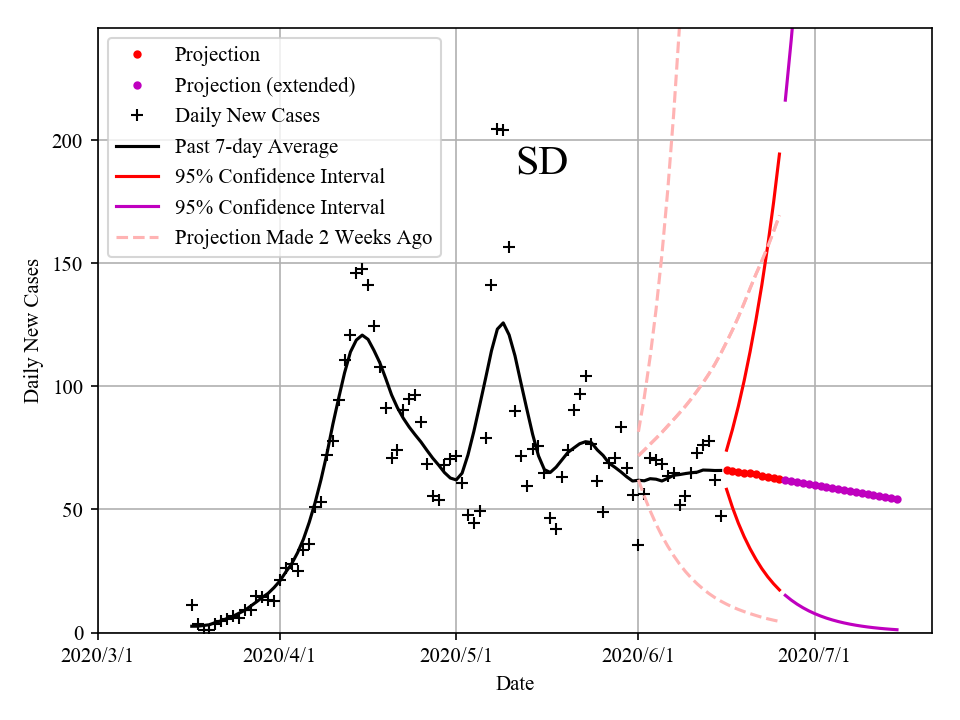 Projection
Projection (extended)
Daily New Cases
Past 7-day Average
95% Confidence Interval
95% Confidence Interval
Projection Made 2 Weeks Ago
SD
Daily New Cases
200
150
100
50
0
2020/3/1 2020/4/1 2020/5/1 2020/6/1 2020/7/1
Date